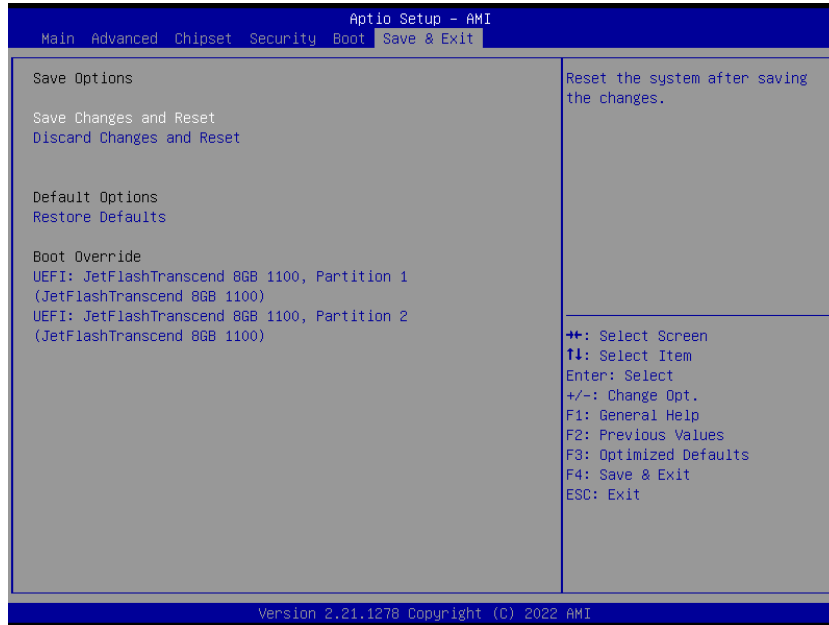 Aptio Setup – AMI
Main Advanced Chipset Security Boot Save & Exit
Save Options
Save Changes and Reset
Discard Changes and Reset
Default Options
Restore Defaults
Boot Override
UEFI: JetFlashTranscend 8GB 1100, Partition 1
(JetFlashTranscend 8GB 1100)
UEFI: JetFlashTranscend 8GB 1100, Partition 2
(JetFlashTranscend 8GB 1100)
Reset the system after saving
the changes.
→←: Select Screen
↑↓: Select Item
Enter: Select
+/-: Change Opt.
F1: General Help
F2: Previous Values
F3: Optimized Defaults
F4: Save & Exit
ESC: Exit
Version 2.21.1278 Copyright (C) 2022 AMI